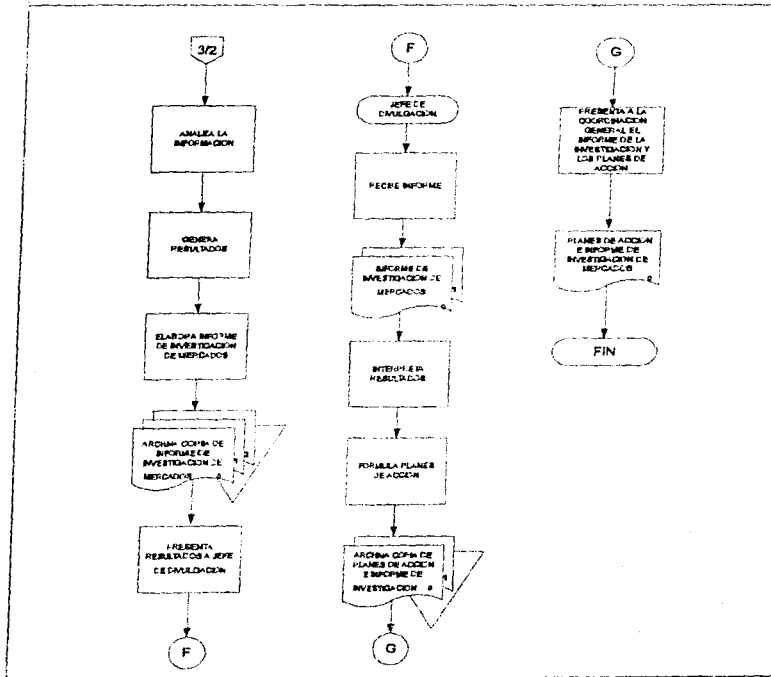 3/2
ANALIZA LA
INFORMACION
GENERA
RESULTADOS
ELABORA INFORME
DE INVESTIGACION
DE MERCADOS
ARCHIVA COPIA DE
INFORME DE
INVESTIGACION DE
MERCADOS 0
PRESENTA
RESULTADOS A JEFE
DE DIVULGACION
F
F
JEFE DE
DIVULGACION
RECIBE INFORME
INFORME DE
INVESTIGACION DE
MERCADOS
INTERPRETA
RESULTADOS
FORMULA PLANES
DE ACCION
ARCHIVA COPIA DE
PLANES DE ACCION
E INFORME DE
INVESTIGACION
G
G
PRESENTA A LA
COORDINACION
GENERAL EL
INFORME DE LA
INVESTIGACION Y
LOS PLANES DE
ACCION
PLANES DE ACCION
E INFORME DE
INVESTIGACION DE
MERCADOS
FIN